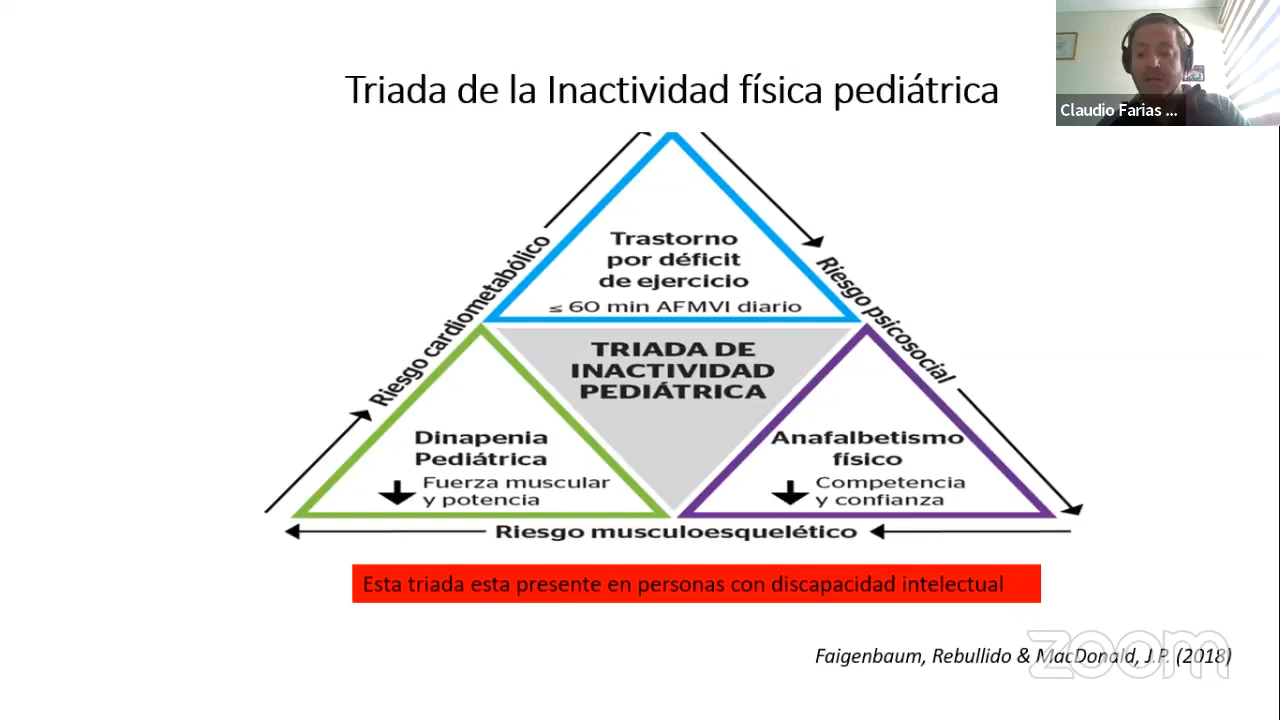 Triada de la Inactividad física pediátrica
Claudio Farias ...
Trastorno
por déficit
de ejercicio
≤ 60 min AFMVI diario
Riesgo cardiometabólico
Riesgo psicosocial
TRIADA DE
INACTIVIDAD
PEDIÁTRICA
Dinapenia
Pediátrica
Fuerza muscular
y potencia
Anafalbetismo
físico
Competencia
y confianza
Riesgo musculoesquelético
Esta triada esta presente en personas con discapacidad intelectual
Faigenbaum, Rebullido & MacDonald, J.P. (2018)
zoom